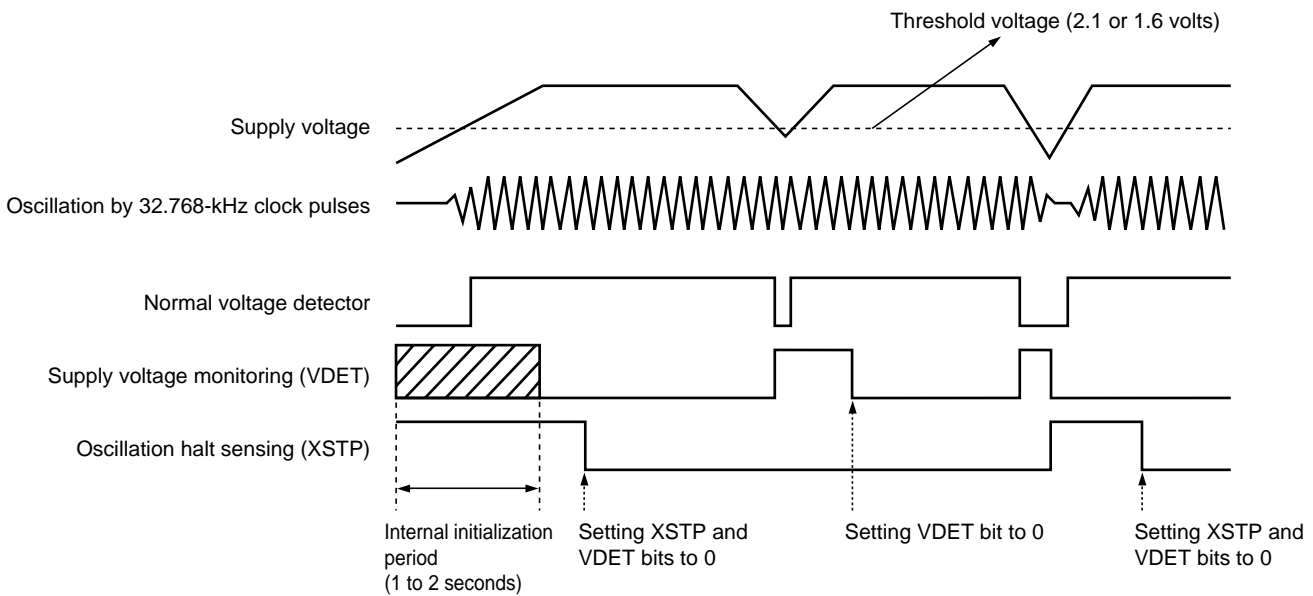 Threshold voltage (2.1 or 1.6 volts)
Supply voltage
Oscillation by 32.768-kHz clock pulses
Normal voltage detector
Supply voltage monitoring (VDET)
Oscillation halt sensing (XSTP)
Internal initialization
period
(1 to 2 seconds)
Setting XSTP and
VDET bits to 0
Setting VDET bit to 0
Setting XSTP and
VDET bits to 0